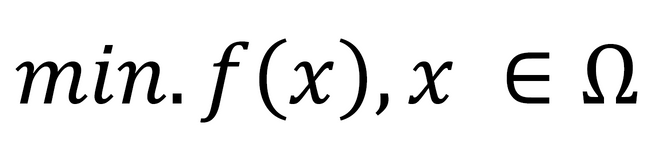 min. f(x), x ∈ Ω